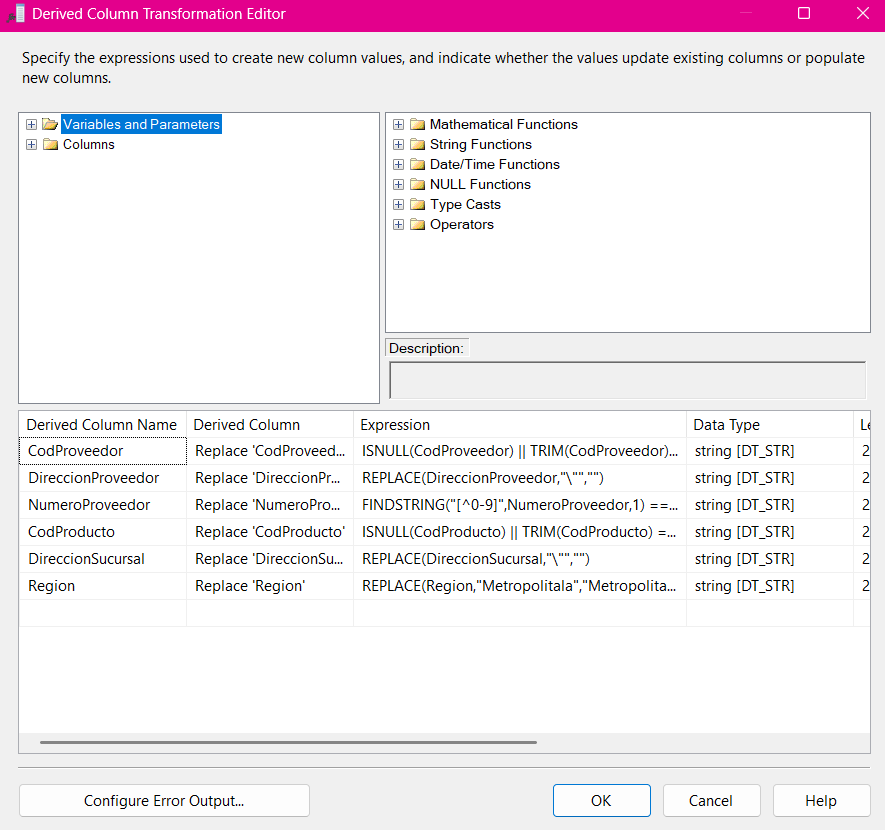 Derived Column Transformation Editor
Specify the expressions used to create new column values, and indicate whether the values update existing columns or populate
new columns.
Variables and Parameters
Columns
Mathematical Functions
String Functions
Date/Time Functions
NULL Functions
Type Casts
Operators
Description:
Derived Column Name Derived Column Expression Data Type Le
CodProveedor Replace 'CodProveed... ISNULL(CodProveedor) || TRIM(CodProveedor)... string [DT_STR] 2
DireccionProveedor Replace 'DireccionPr... REPLACE(DireccionProveedor,"\"","") string [DT_STR] 2
NumeroProveedor Replace 'NumeroPro... FINDSTRING("[^0-9]",NumeroProveedor,1) ==... string [DT_STR] 2
CodProducto Replace 'CodProducto' ISNULL(CodProducto) || TRIM(CodProducto) =... string [DT_STR] 2
DireccionSucursal Replace 'DireccionSu... REPLACE(DireccionSucursal,"\"","") string [DT_STR] 2
Region Replace 'Region' REPLACE(Region,"Metropolitala","Metropolita... string [DT_STR] 2
Configure Error Output... OK Cancel Help